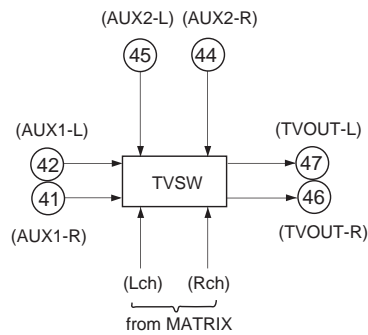 (AUX2-L) (AUX2-R)
45 44
(AUX1-L) (TVOUT-L)
42 47
TVSW
41 46
(AUX1-R) (TVOUT-R)
(Lch) (Rch)
from MATRIX